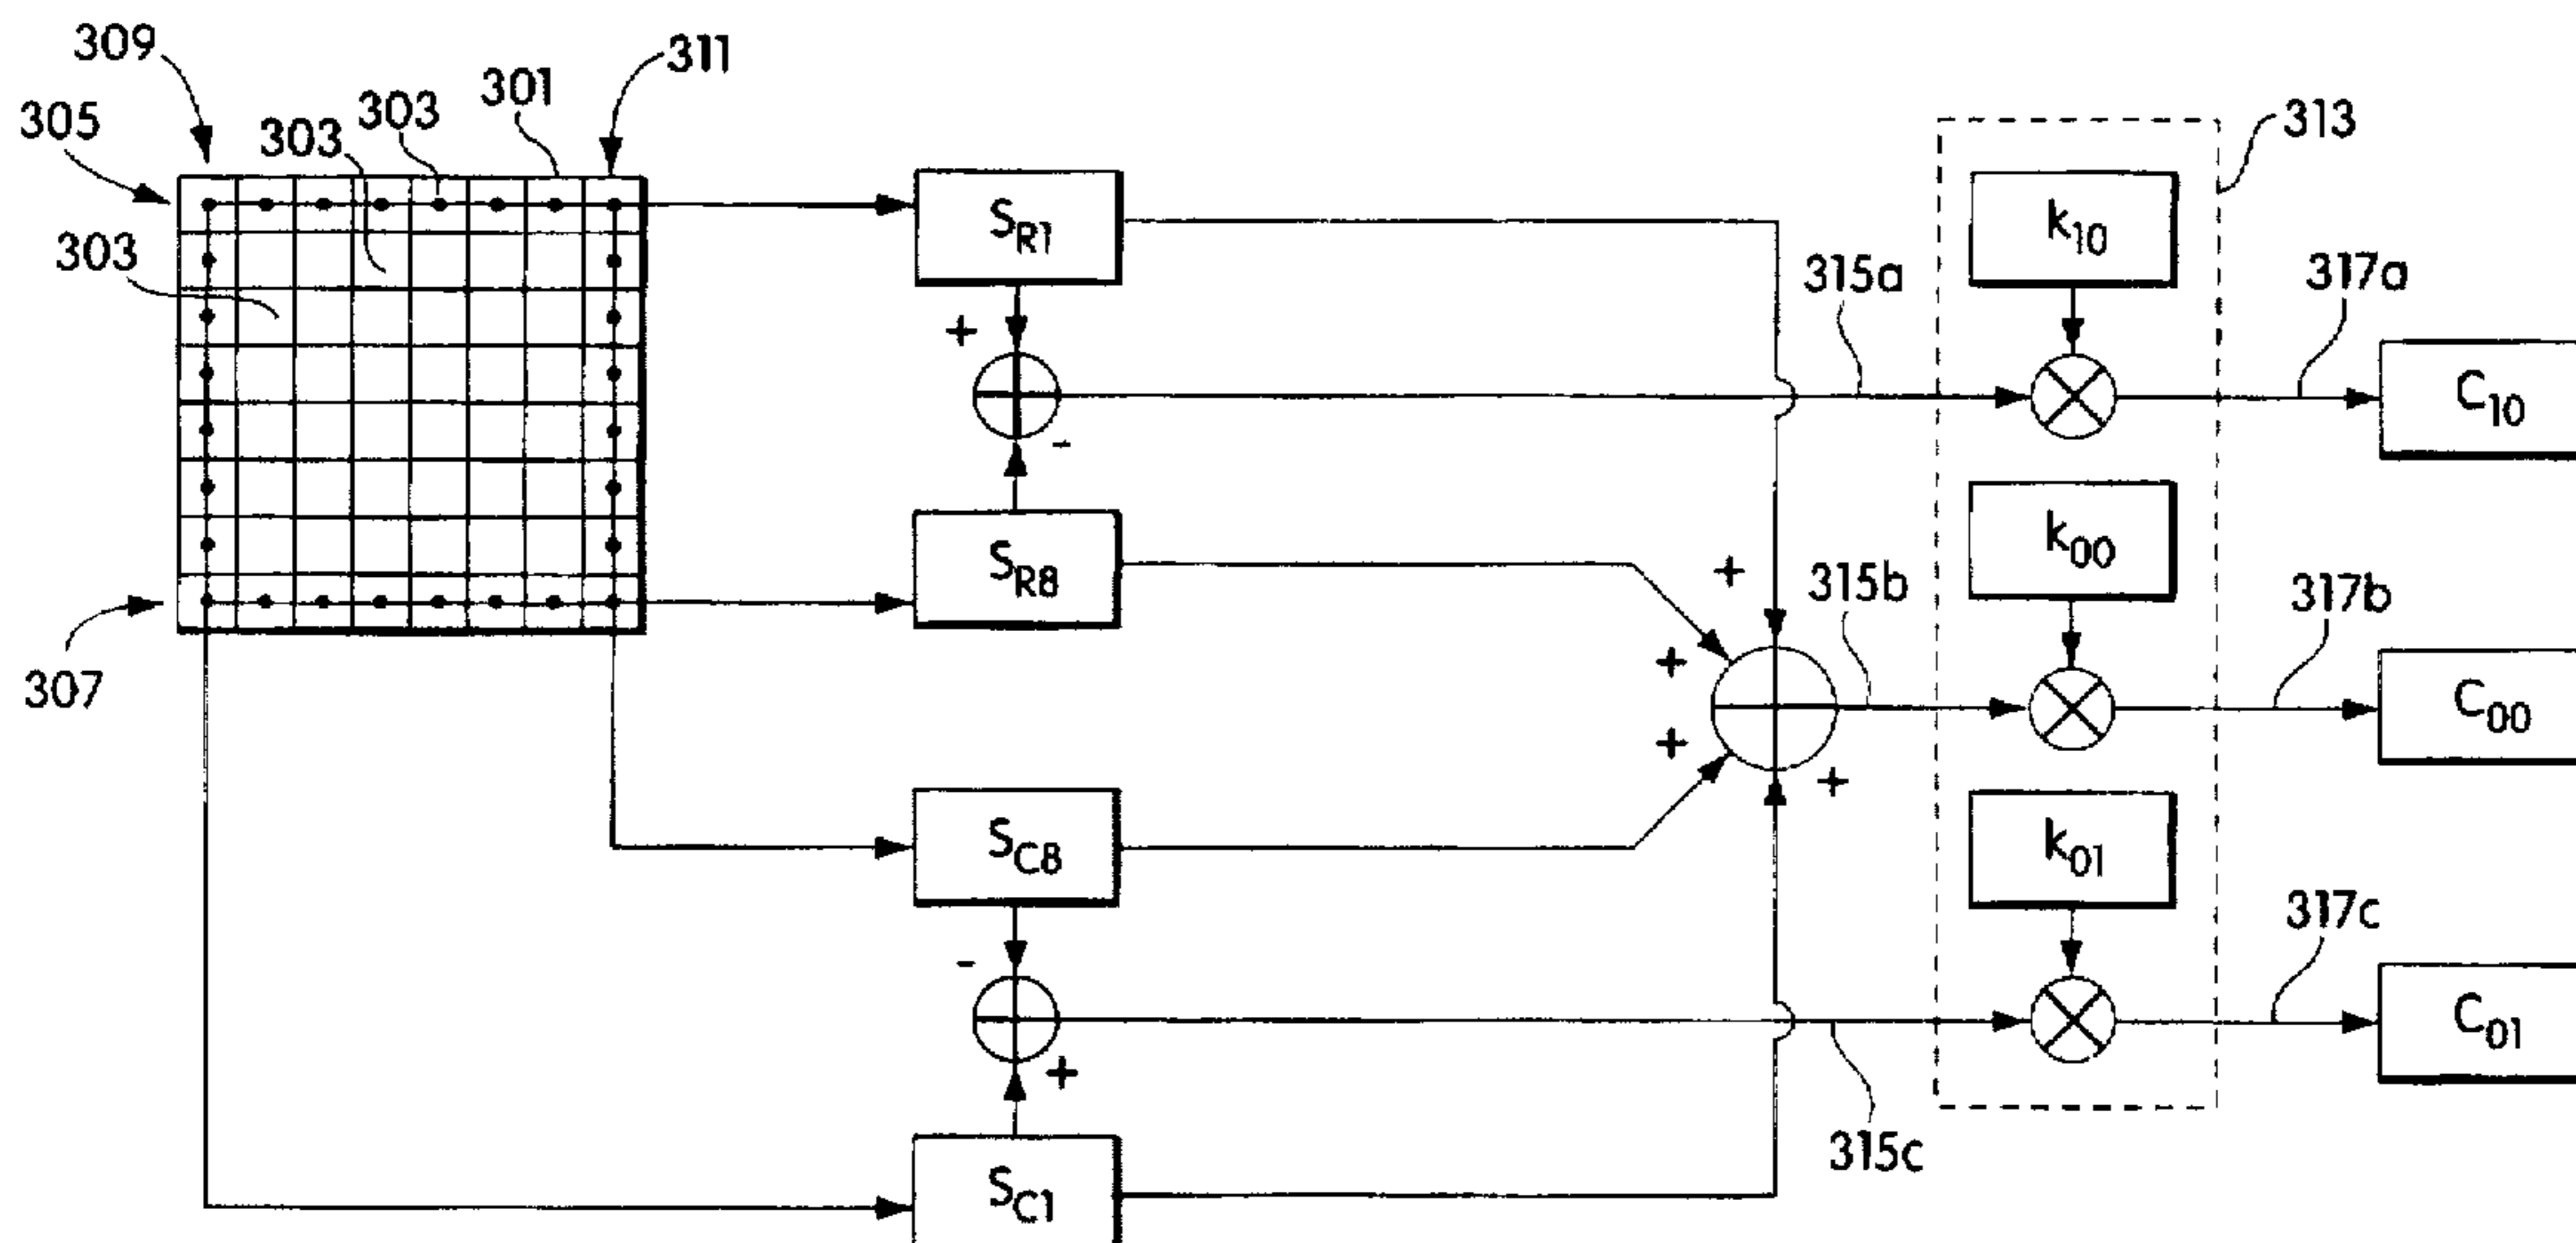 309
311
301
303
303
305
303
307
S_R1
+
-
S_R8
S_C8
-
+
S_C1
+
+
+
+
315a
315b
315c
313
k_10
k_00
k_01
317a
317b
317c
C_10
C_00
C_01